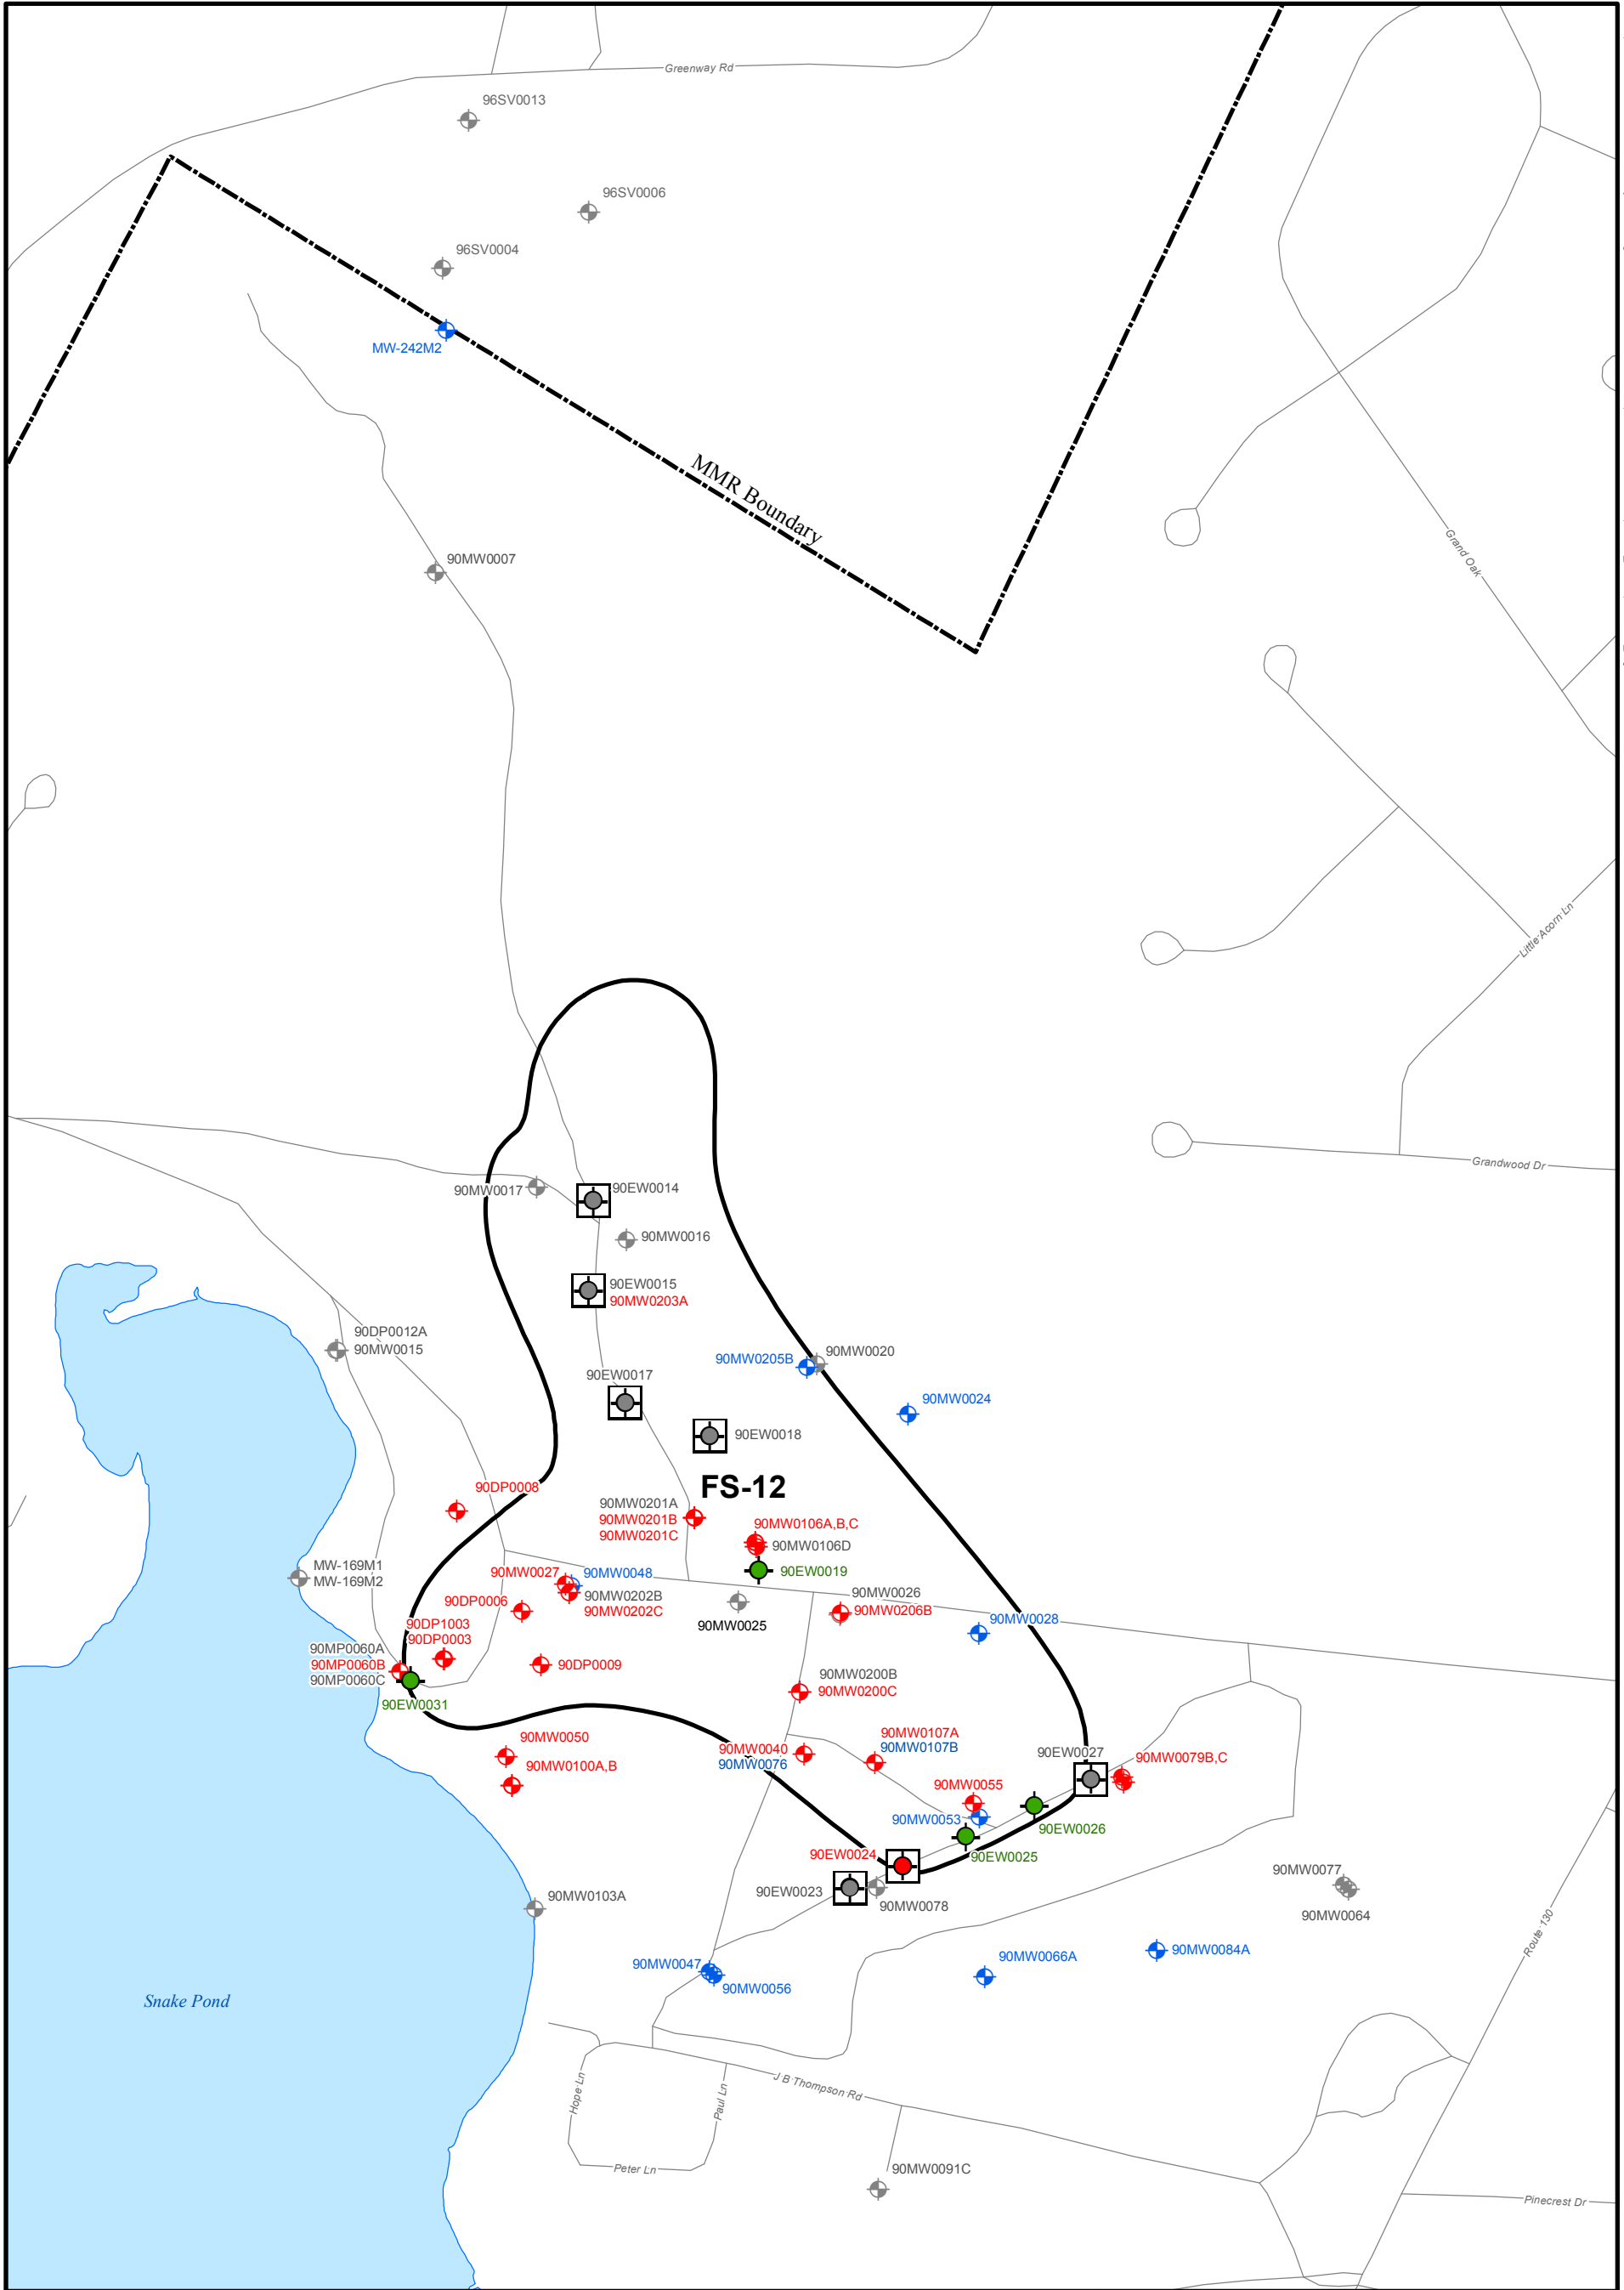 Greenway Rd
96SV0013
96SV0006
96SV0004
MW-242M2
MMR Boundary
Grand Oak
90MW0007
Little Acorn Ln
Grandwood Dr
90MW0017
90EW0014
90MW0016
90EW0015
90MW0203A
90DP0012A
90MW0015
90MW0205B
90MW0020
90EW0017
90MW0024
90EW0018
FS-12
90DP0008
90MW0201A
90MW0201B
90MW0201C
90MW0106A,B,C
90MW0106D
MW-169M1
MW-169M2
90MW0027
90MW0048
90EW0019
90MW0202B
90MW0202C
90DP0006
90MW0026
90MW0206B
90MW0025
90MW0028
90DP1003
90DP0003
90MP0060A
90MP0060B
90MP0060C
90DP0009
90EW0031
90MW0200B
90MW0200C
90MW0050
90MW0100A,B
90MW0040
90MW0076
90MW0107A
90MW0107B
90EW0027
90MW0079B,C
90MW0055
90MW0053
90EW0026
90EW0024
90EW0025
90EW0023
90MW0078
90MW0077
90MW0064
90MW0103A
Route 130
90MW0047
90MW0056
90MW0066A
90MW0084A
Snake Pond
Hope Ln
Paul Ln
J B Thompson Rd
Peter Ln
90MW0091C
Pinecrest Dr